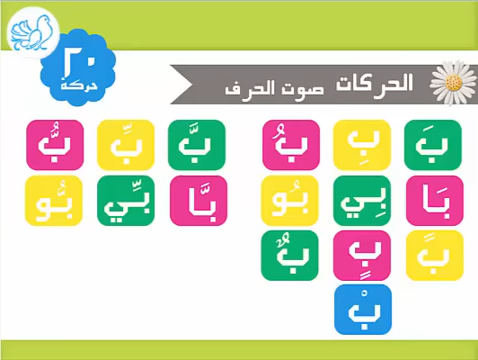 ٢٠
حركة
الحركات صوت الحرف
بَ بِ بُ بَّ بِّ بُّ
بَا بِي بُو بَّا بِّي بُّو
بً بٍ بٌ
بْ